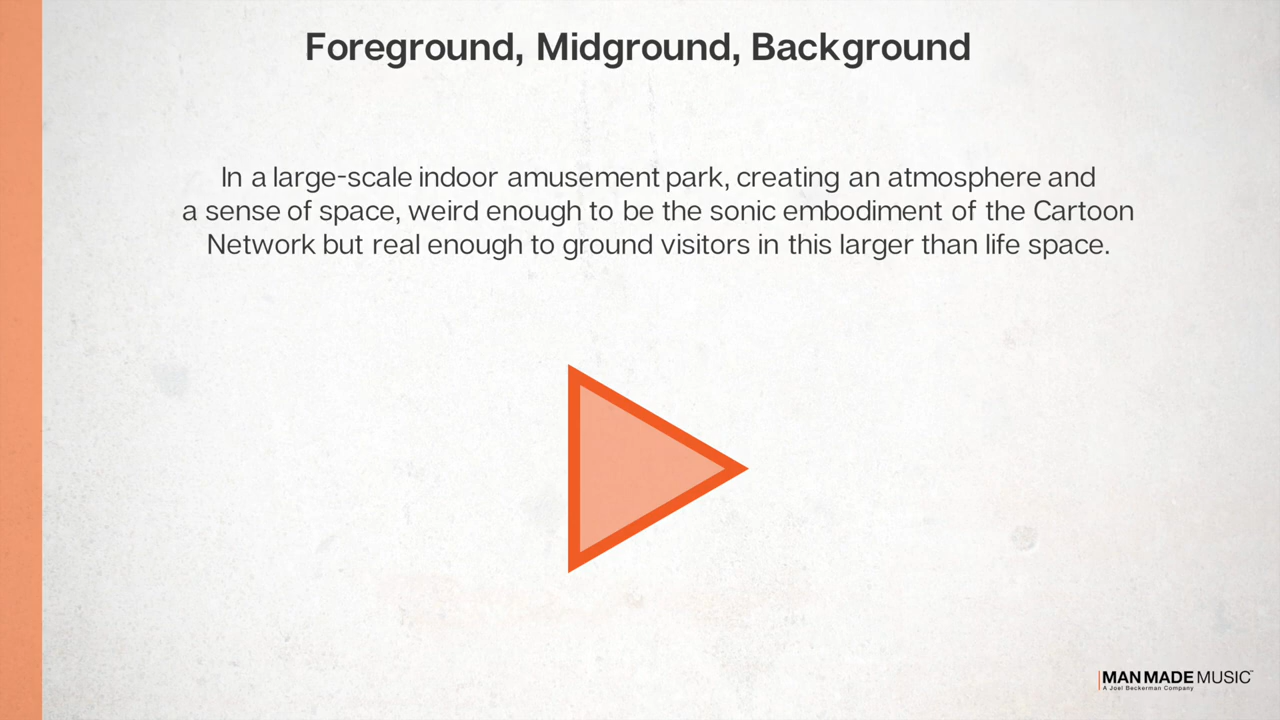 Foreground, Midground, Background
In a large-scale indoor amusement park, creating an atmosphere and
a sense of space, weird enough to be the sonic embodiment of the Cartoon
Network but real enough to ground visitors in this larger than life space.
MAN MADE MUSIC™
A Joel Beckerman Company